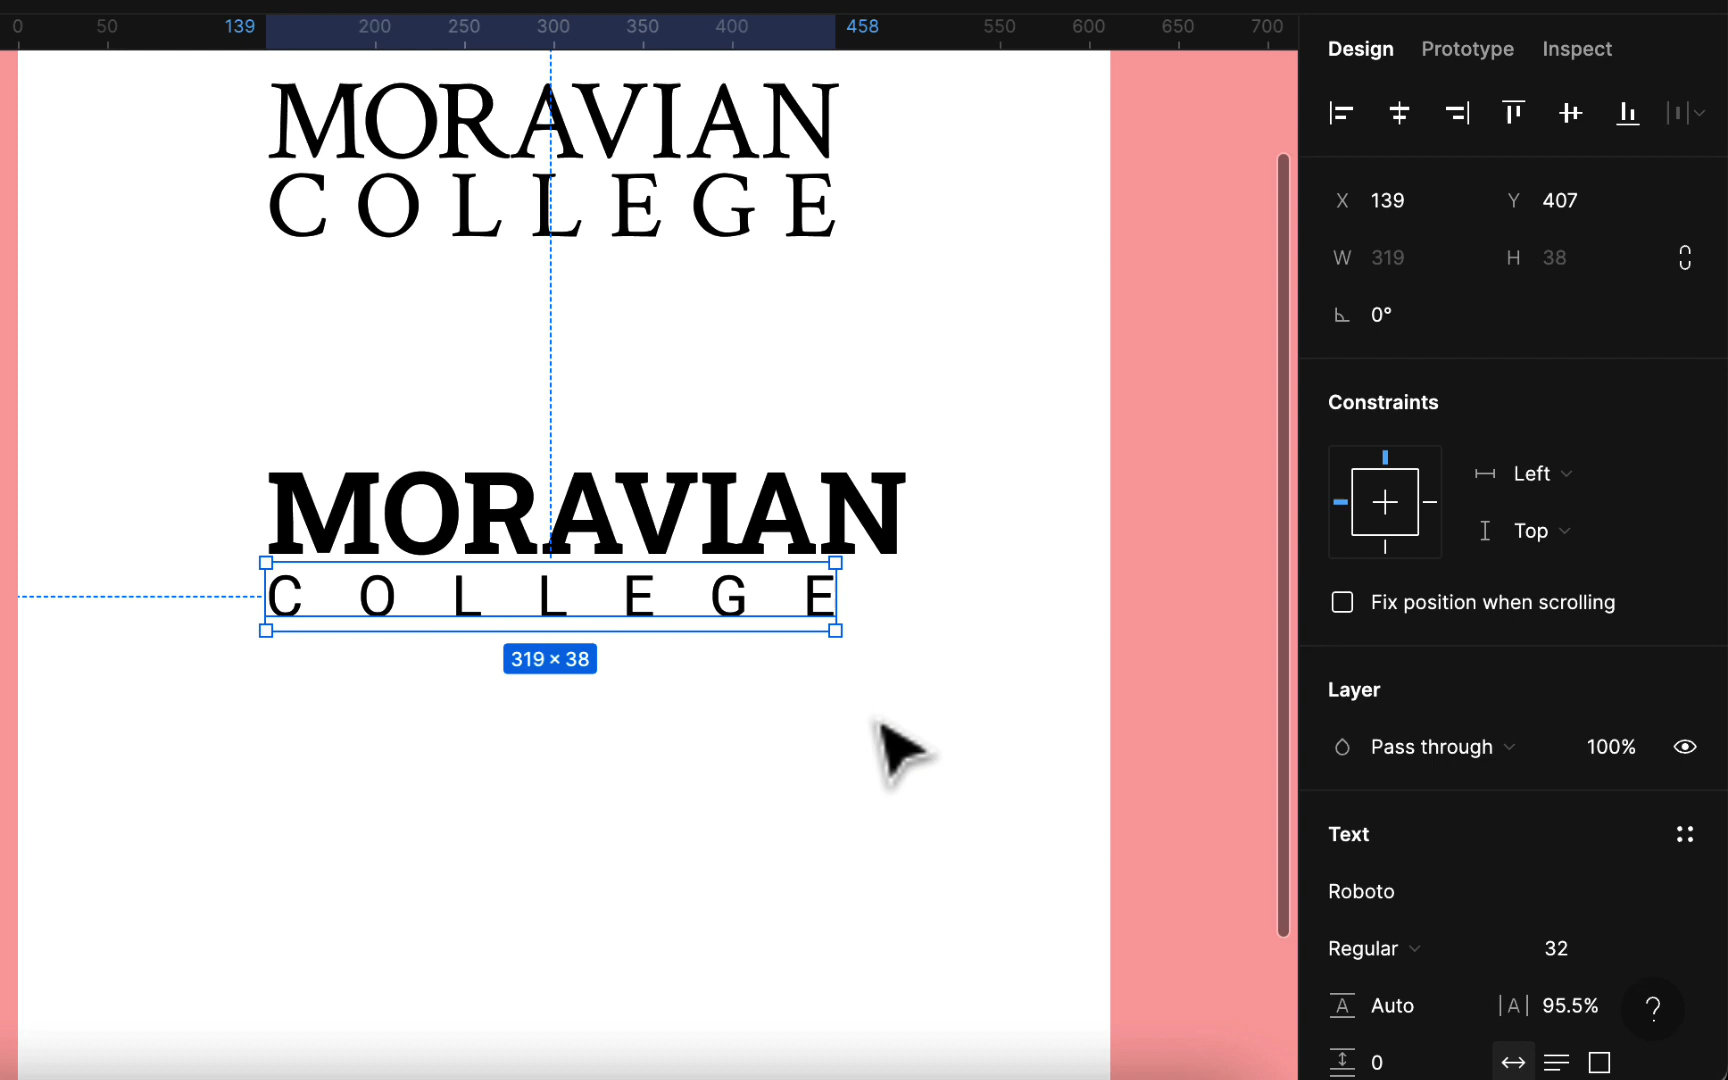 0 50 139 200 250 300 350 400 458 550 600 650 700
Design Prototype Inspect
MORAVIAN
COLLEGE
X 139 Y 407
W 319 H 38
0°
Constraints
Left
Top
Fix position when scrolling
MORAVIAN
COLLEGE
319 × 38
Layer
Pass through 100%
Text
Roboto
Regular 32
A Auto |A| 95.5% ?
0